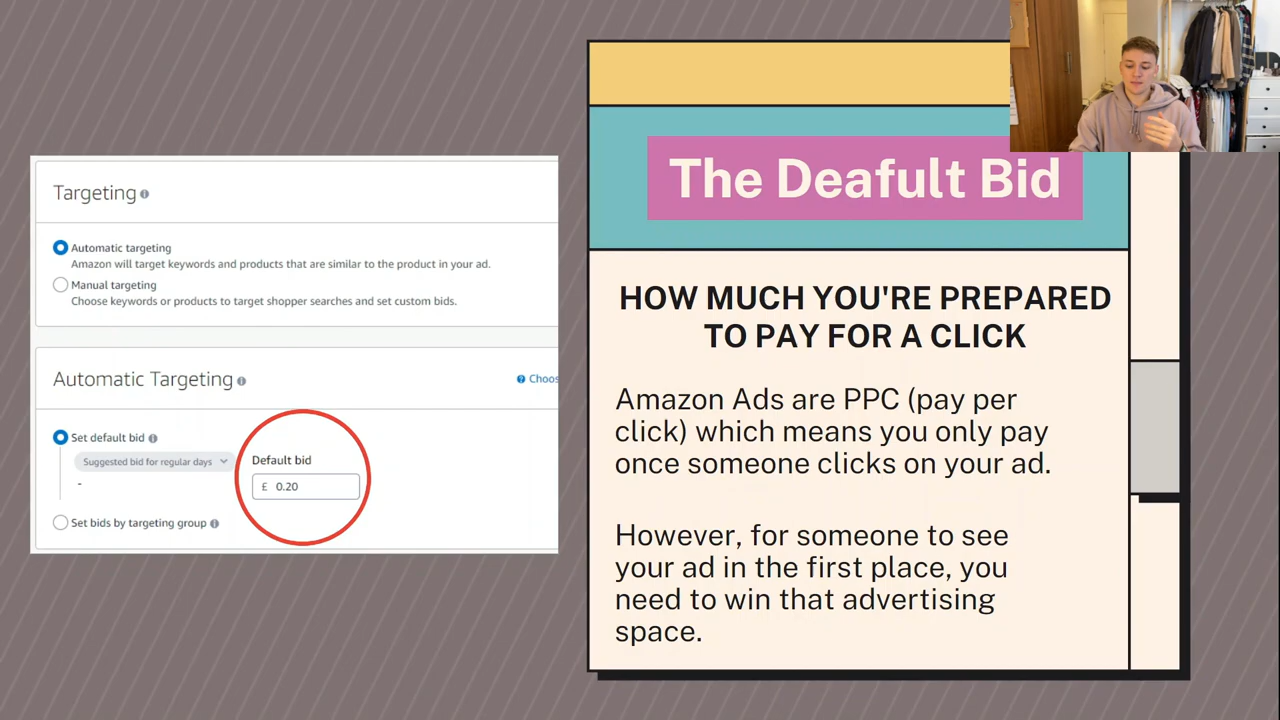 Targeting
Automatic targeting
Amazon will target keywords and products that are similar to the product in your ad.
Manual targeting
Choose keywords or products to target shopper searches and set custom bids.
Automatic Targeting
Choos
Set default bid
Suggested bid for regular days
-
Default bid
£ 0.20
Set bids by targeting group
The Deafult Bid
HOW MUCH YOU'RE PREPARED
TO PAY FOR A CLICK
Amazon Ads are PPC (pay per
click) which means you only pay
once someone clicks on your ad.
However, for someone to see
your ad in the first place, you
need to win that advertising
space.